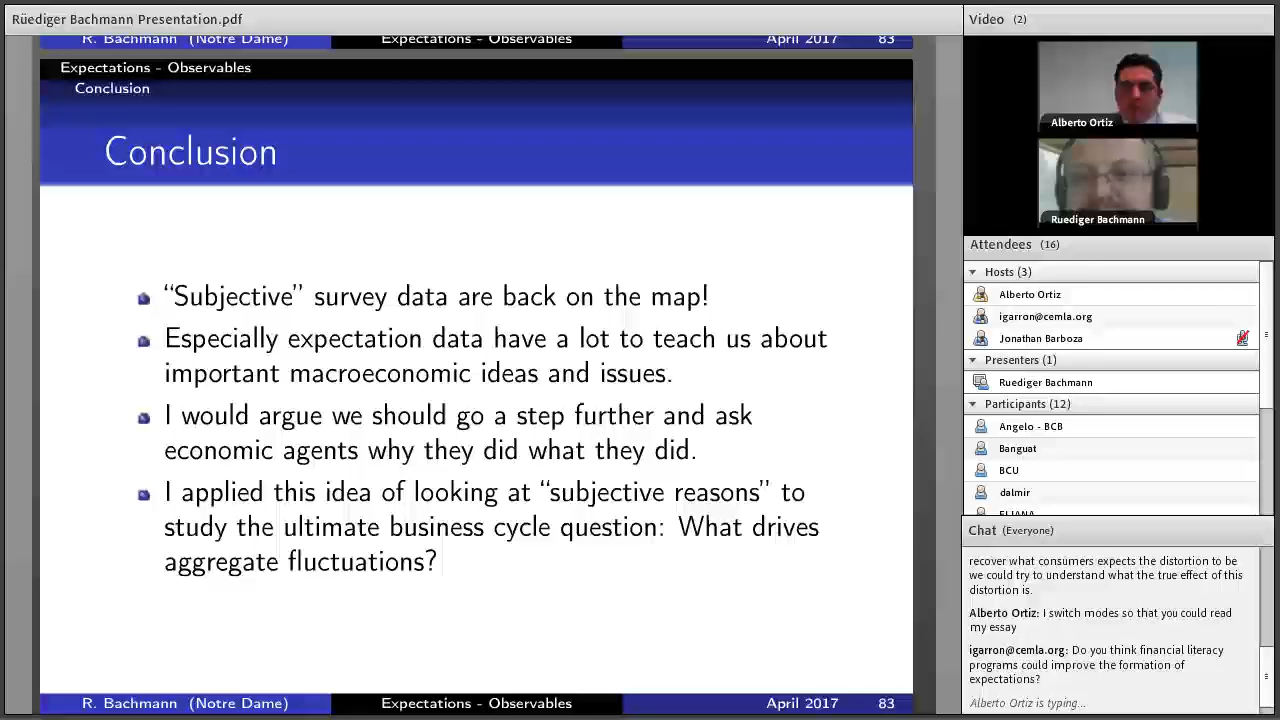 Rüediger Bachmann Presentation.pdf
R. Bachmann (Notre Dame) Expectations - Observables April 2017 83
Expectations - Observables
Conclusion
Conclusion
“Subjective” survey data are back on the map!
Especially expectation data have a lot to teach us about
important macroeconomic ideas and issues.
I would argue we should go a step further and ask
economic agents why they did what they did.
I applied this idea of looking at “subjective reasons” to
study the ultimate business cycle question: What drives
aggregate fluctuations?
R. Bachmann (Notre Dame) Expectations - Observables April 2017 83
Video (2)
Alberto Ortiz
Ruediger Bachmann
Attendees (16)
Hosts (3)
Alberto Ortiz
igarron@cemla.org
Jonathan Barboza
Presenters (1)
Ruediger Bachmann
Participants (12)
Angelo - BCB
Banguat
BCU
dalmir
Chat (Everyone)
recover what consumers expects the distortion to be
we could try to understand what the true effect of this
distortion is.
Alberto Ortiz: I switch modes so that you could read
my essay
igarron@cemla.org: Do you think financial literacy
programs could improve the formation of
expectations?
Alberto Ortiz is typing...